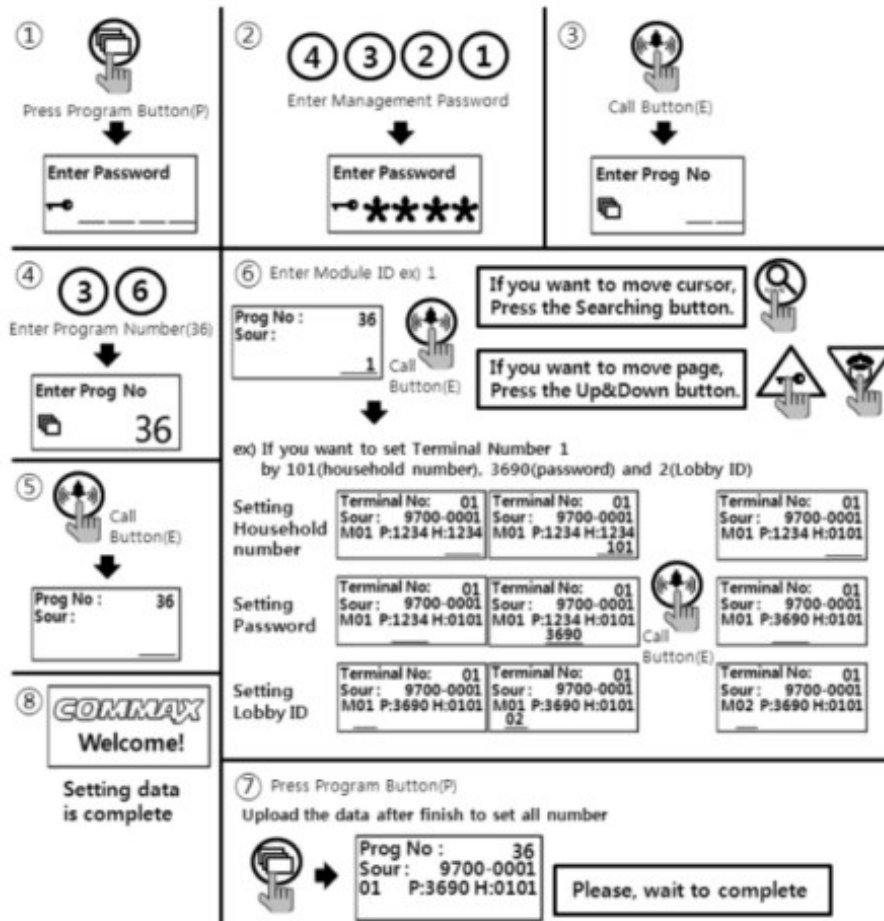 ①
Press Program Button(P)
Enter Password
②
4 3 2 1
Enter Management Password
Enter Password
****
③
Call Button(E)
Enter Prog No
④
3 6
Enter Program Number(36)
Enter Prog No
36
⑤
Call
Button(E)
Prog No : 36
Sour :
⑥ Enter Module ID ex) 1
Prog No : 36
Sour :
1
Call
Button(E)
If you want to move cursor,
Press the Searching button.
If you want to move page,
Press the Up&Down button.
ex) If you want to set Terminal Number 1
by 101(household number), 3690(password) and 2(Lobby ID)
Setting
Household
number
Terminal No: 01
Sour : 9700-0001
M01 P:1234 H:1234
Terminal No: 01
Sour : 9700-0001
M01 P:1234 H:1234
101
Terminal No: 01
Sour : 9700-0001
M01 P:1234 H:0101
Setting
Password
Terminal No: 01
Sour : 9700-0001
M01 P:1234 H:0101
Terminal No: 01
Sour : 9700-0001
M01 P:1234 H:0101
3690
Call
Button(E)
Terminal No: 01
Sour : 9700-0001
M01 P:3690 H:0101
Setting
Lobby ID
Terminal No: 01
Sour : 9700-0001
M01 P:3690 H:0101
Terminal No: 01
Sour : 9700-0001
M01 P:3690 H:0101
02
Terminal No: 01
Sour : 9700-0001
M02 P:3690 H:0101
⑦ Press Program Button(P)
Upload the data after finish to set all number
Prog No : 36
Sour : 9700-0001
01 P:3690 H:0101
Please, wait to complete
⑧
COMMAX
Welcome!
Setting data
is complete